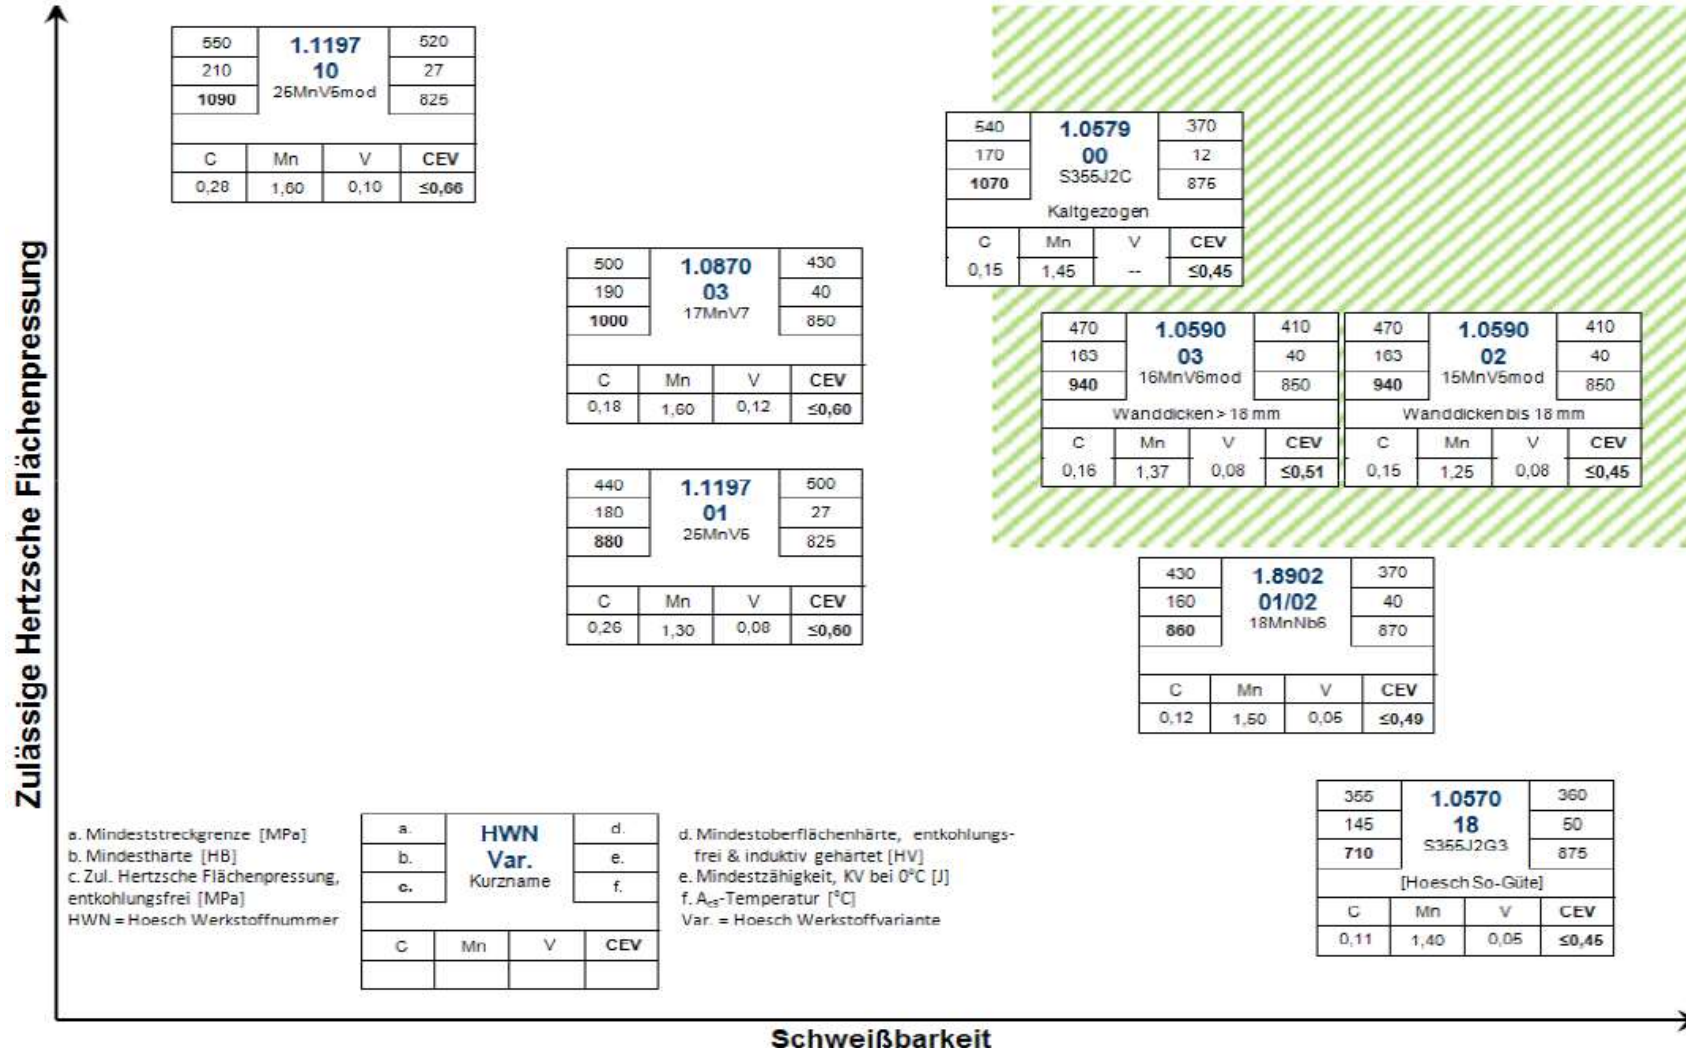 Zulässige Hertzsche Flächenpressung
550 1.1197 520
210 10 27
1090 25MnV5mod 825
C Mn V CEV
0,28 1,60 0,10 ≤0,66
540 1.0579 370
170 00 12
1070 S355J2C 875
Kaltgezogen
C Mn V CEV
0,15 1,45 -- ≤0,45
500 1.0870 430
190 03 40
1000 17MnV7 850
C Mn V CEV
0,18 1,60 0,12 ≤0,60
470 1.0590 410
163 03 40
940 16MnV6mod 850
Wanddicken > 18 mm
C Mn V CEV
0,16 1,37 0,08 ≤0,51
470 1.0590 410
163 02 40
940 15MnV5mod 850
Wanddicken bis 18 mm
C Mn V CEV
0,15 1,25 0,08 ≤0,45
440 1.1197 500
180 01 27
880 25MnV5 825
C Mn V CEV
0,26 1,30 0,08 ≤0,60
430 1.8902 370
160 01/02 40
860 18MnNb6 870
C Mn V CEV
0,12 1,50 0,05 ≤0,49
355 1.0570 360
145 18 50
710 S355J2G3 875
[Hoesch So-Güte]
C Mn V CEV
0,11 1,40 0,05 ≤0,45
a. Mindeststreckgrenze [MPa]
b. Mindesthärte [HB]
c. Zul. Hertzsche Flächenpressung,
entkohlungsfrei [MPa]
HWN = Hoesch Werkstoffnummer
a. HWN d.
b. Var. e.
c. Kurzname f.
C Mn V CEV
d. Mindestoberflächenhärte, entkohlungs-
frei & induktiv gehärtet [HV]
e. Mindestzähigkeit, KV bei 0°C [J]
f. Ac3-Temperatur [°C]
Var. = Hoesch Werkstoffvariante
Schweißbarkeit